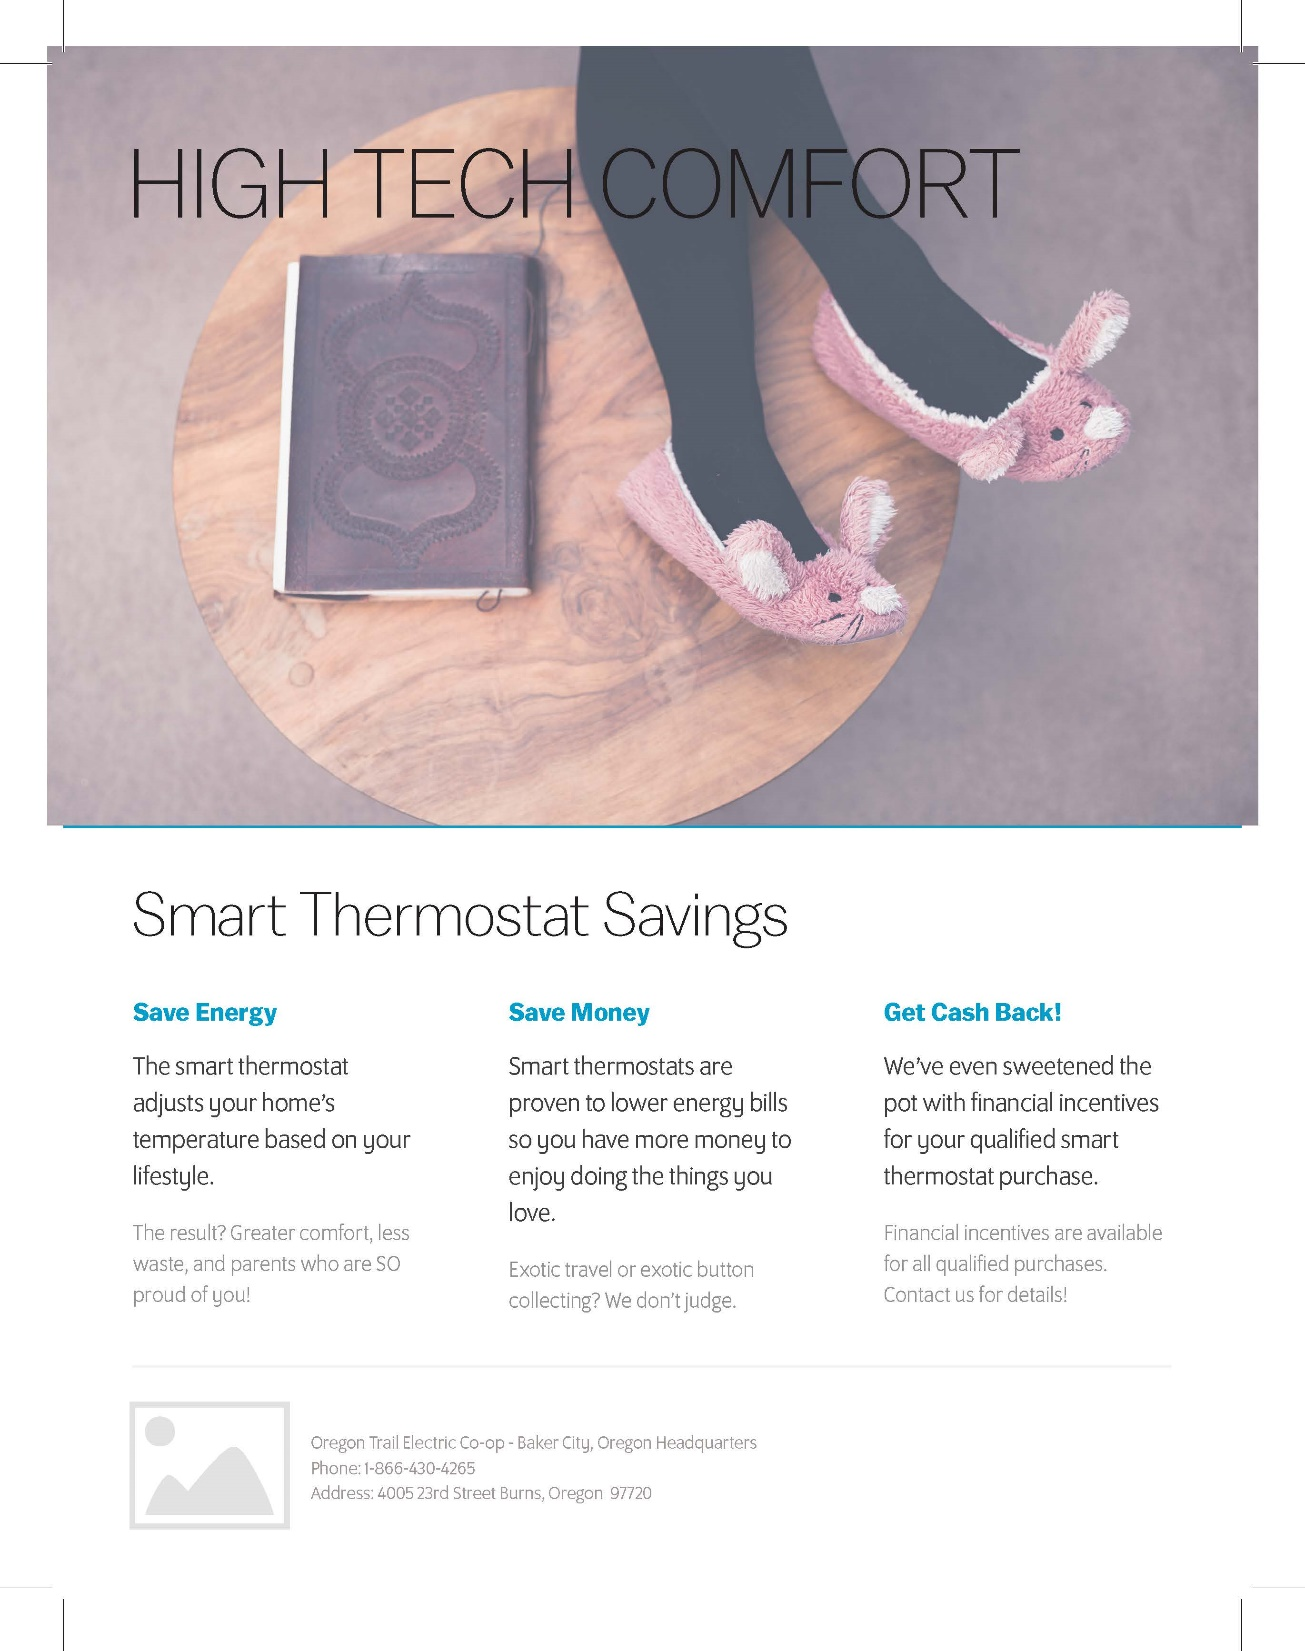 HIGH TECH COMFORT
Smart Thermostat Savings
Save Energy
The smart thermostat
adjusts your home's
temperature based on your
lifestyle.
The result? Greater comfort, less
waste, and parents who are SO
proud of you!
Save Money
Smart thermostats are
proven to lower energy bills
so you have more money to
enjoy doing the things you
love.
Exotic travel or exotic button
collecting? We don't judge.
Get Cash Back!
We've even sweetened the
pot with financial incentives
for your qualified smart
thermostat purchase.
Financial incentives are available
for all qualified purchases.
Contact us for details!
Oregon Trail Electric Co-op - Baker City, Oregon Headquarters
Phone: 1-866-430-4265
Address: 4005 23rd Street Burns, Oregon  97720